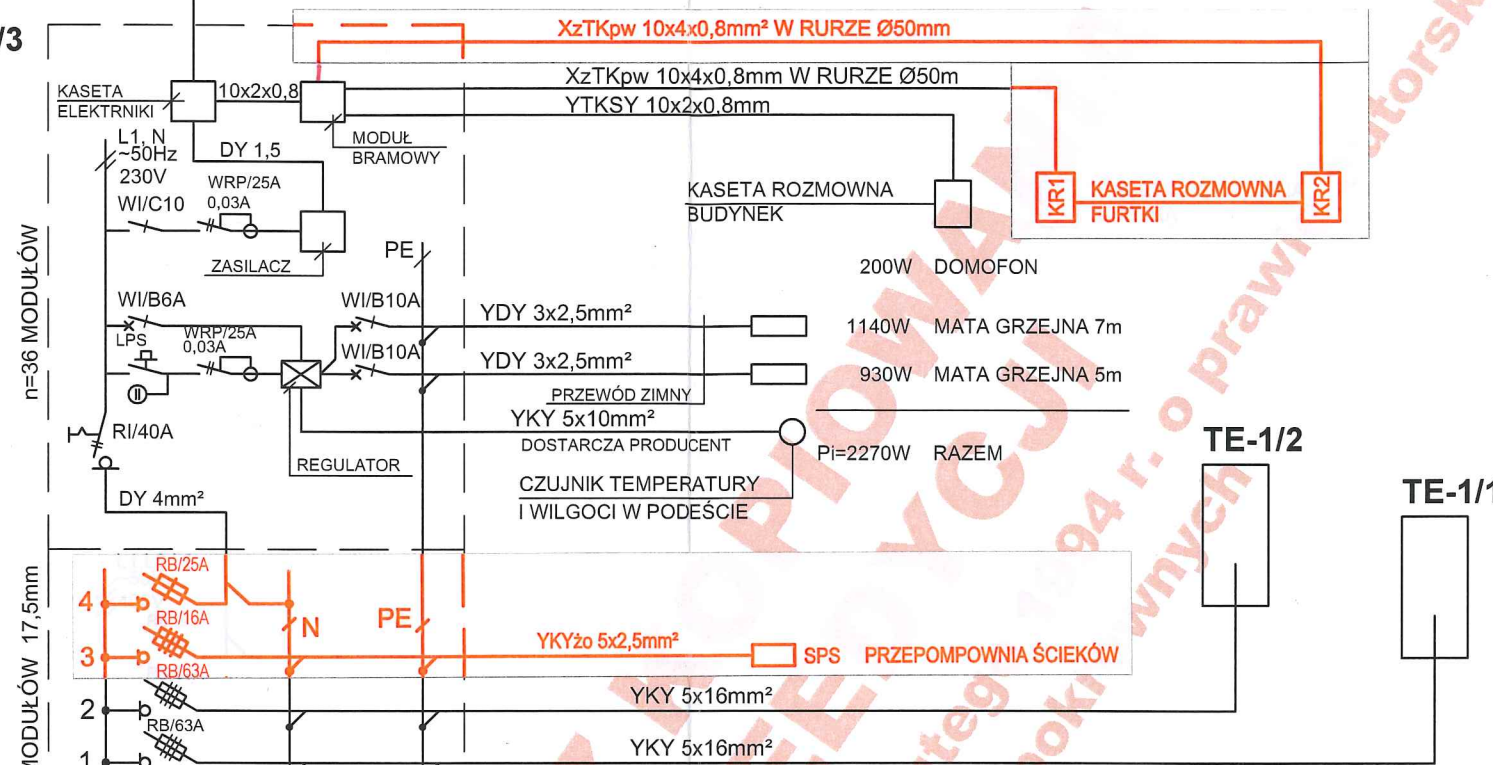 /3
XzTKpw 10x4x0,8mm² W RURZE Ø50mm
KASETA
ELEKTRNIKI
10x2x0,8
XzTKpw 10x4x0,8mm W RURZE Ø50m
YTKSY 10x2x0,8mm
MODUŁ
BRAMOWY
L1, N
~50Hz
230V
DY 1,5
WRP/25A
0,03A
WI/C10
ZASILACZ
KASETA ROZMOWNA
BUDYNEK
KR1
KASETA ROZMOWNA
FURTKI
KR2
n=36 MODUŁÓW
PE
200W DOMOFON
WI/B6A
LPS
WRP/25A
0,03A
WI/B10A
YDY 3x2,5mm²
1140W MATA GRZEJNA 7m
WI/B10A
YDY 3x2,5mm²
930W MATA GRZEJNA 5m
PRZEWÓD ZIMNY
RI/40A
YKY 5x10mm²
DOSTARCZA PRODUCENT
REGULATOR
Pi=2270W RAZEM
CZUJNIK TEMPERATURY
I WILGOCI W PODEŚCIE
DY 4mm²
TE-1/2
TE-1/1
RB/25A
4
RB/16A
N
PE
3
YKYżo 5x2,5mm²
SPS PRZEPOMPOWNIA ŚCIEKÓW
RB/63A
2
YKY 5x16mm²
RB/63A
1
YKY 5x16mm²
MODUŁÓW 17,5mm